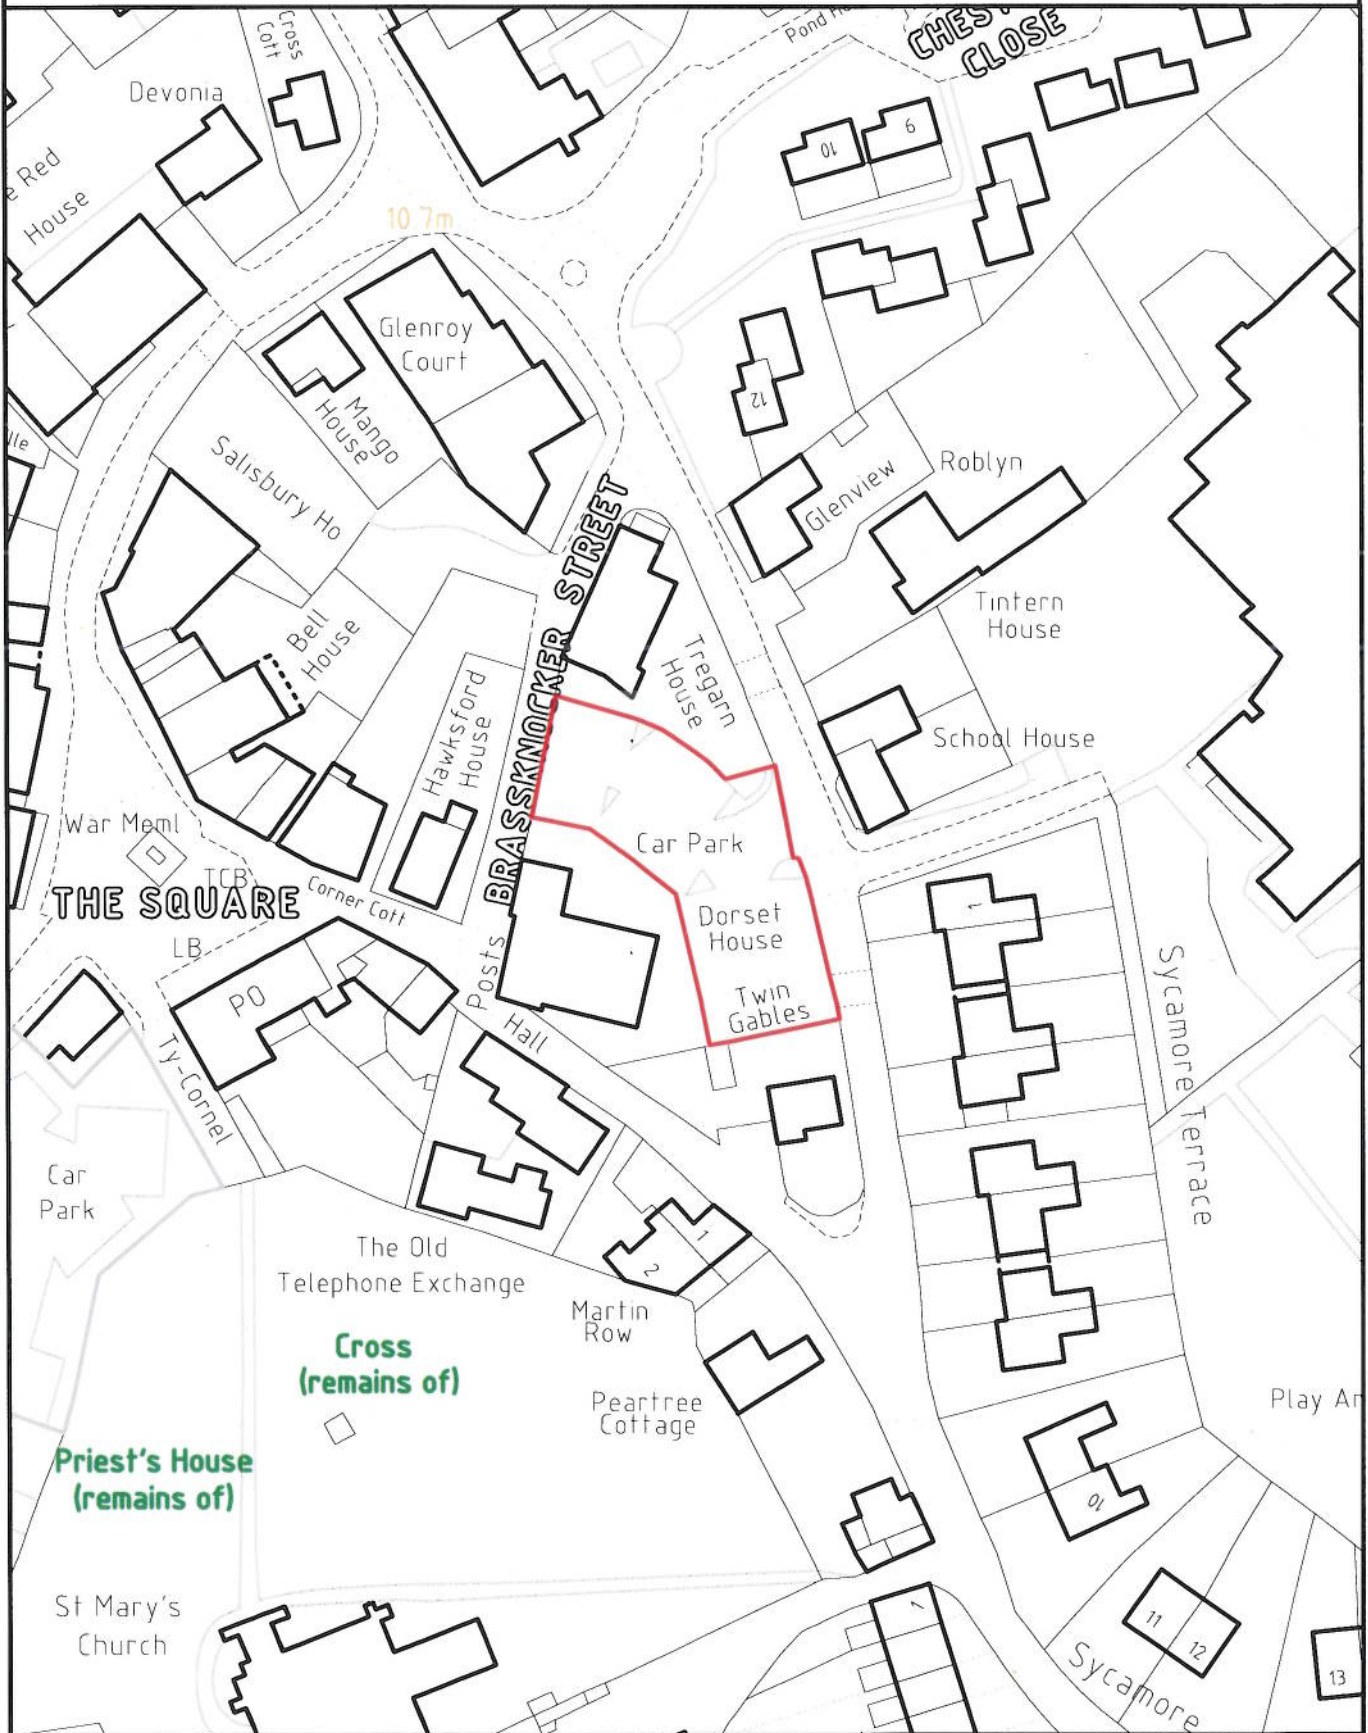 Cross
Cott
Pond
CLOSE
Devonia
Red
House
10
9
10 7m
Glenroy
Court
Mango
House
12
Salisbury Ho
Glenview
Roblyn
BRASSKNOCKER STREET
Bell
House
Tregarn
House
Tintern
House
Hawksford
House
School House
War Meml
TCB
THE SQUARE
LB
Corner Cott
Car Park
Dorset
House
Twin
Gables
1
PO
Posts
Hall
Ty-Cornel
Sycamore Terrace
Car
Park
The Old
Telephone Exchange
1
2
Martin
Row
Cross
(remains of)
Peartree
Cottage
Play
Priest's House
(remains of)
10
St Mary's
Church
1
11
12
13
Sycamore